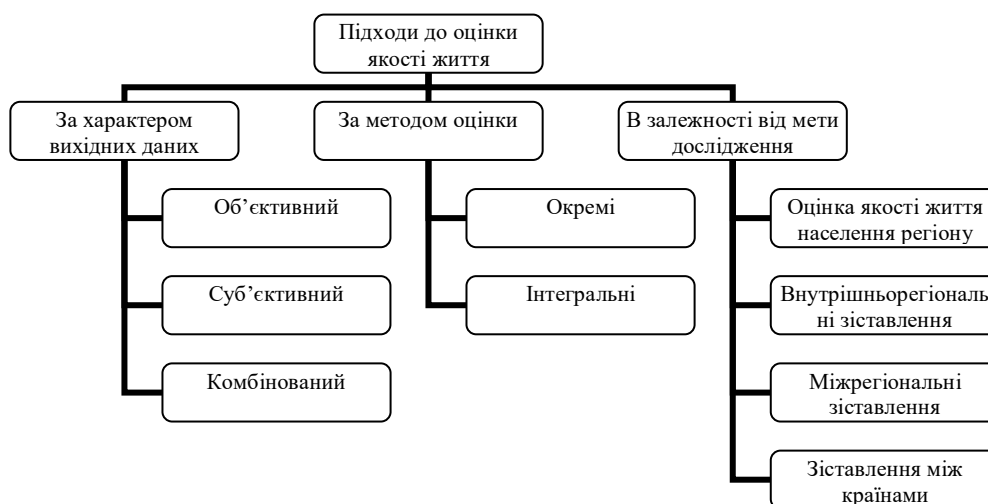 Підходи до оцінки
якості життя
За характером
вихідних даних
Об’єктивний
Суб’єктивний
Комбінований
За методом оцінки
Окремі
Інтегральні
В залежності від мети
дослідження
Оцінка якості життя
населення регіону
Внутрішньорегіональ
ні зіставлення
Міжрегіональні
зіставлення
Зіставлення між
країнами